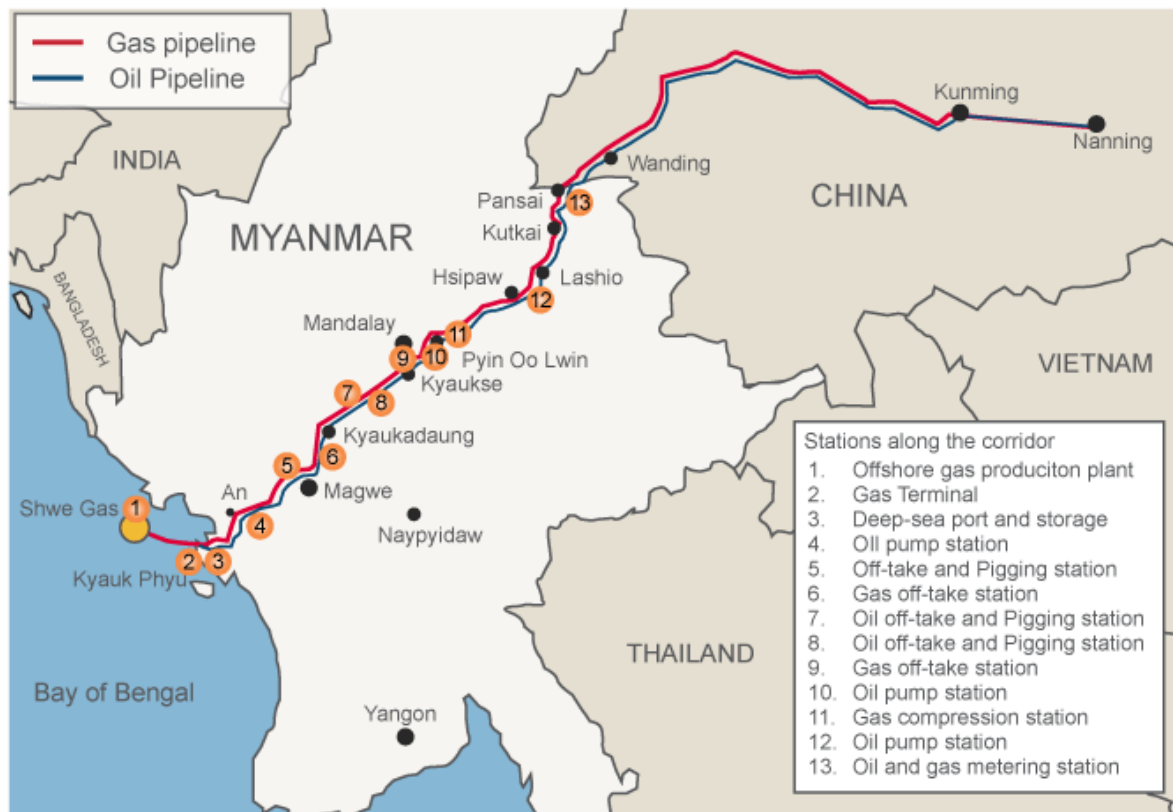 Gas pipeline
Oil Pipeline
Kunming
Nanning
INDIA
Wanding
CHINA
Pansai
13
Kutkai
MYANMAR
Hsipaw
Lashio
12
BANGLADESH
Mandalay
11
9
10
Pyin Oo Lwin
VIETNAM
Kyaukse
7
8
Kyaukadaung
6
5
Magwe
An
Shwe Gas
1
4
Naypyidaw
2
3
Kyauk Phyu
THAILAND
Bay of Bengal
Yangon
Stations along the corridor
1. Offshore gas produciton plant
2. Gas Terminal
3. Deep-sea port and storage
4. OIl pump station
5. Off-take and Pigging station
6. Gas off-take station
7. Oil off-take and Pigging station
8. Oil off-take and Pigging station
9. Gas off-take station
10. Oil pump station
11. Gas compression station
12. Oil pump station
13. Oil and gas metering station